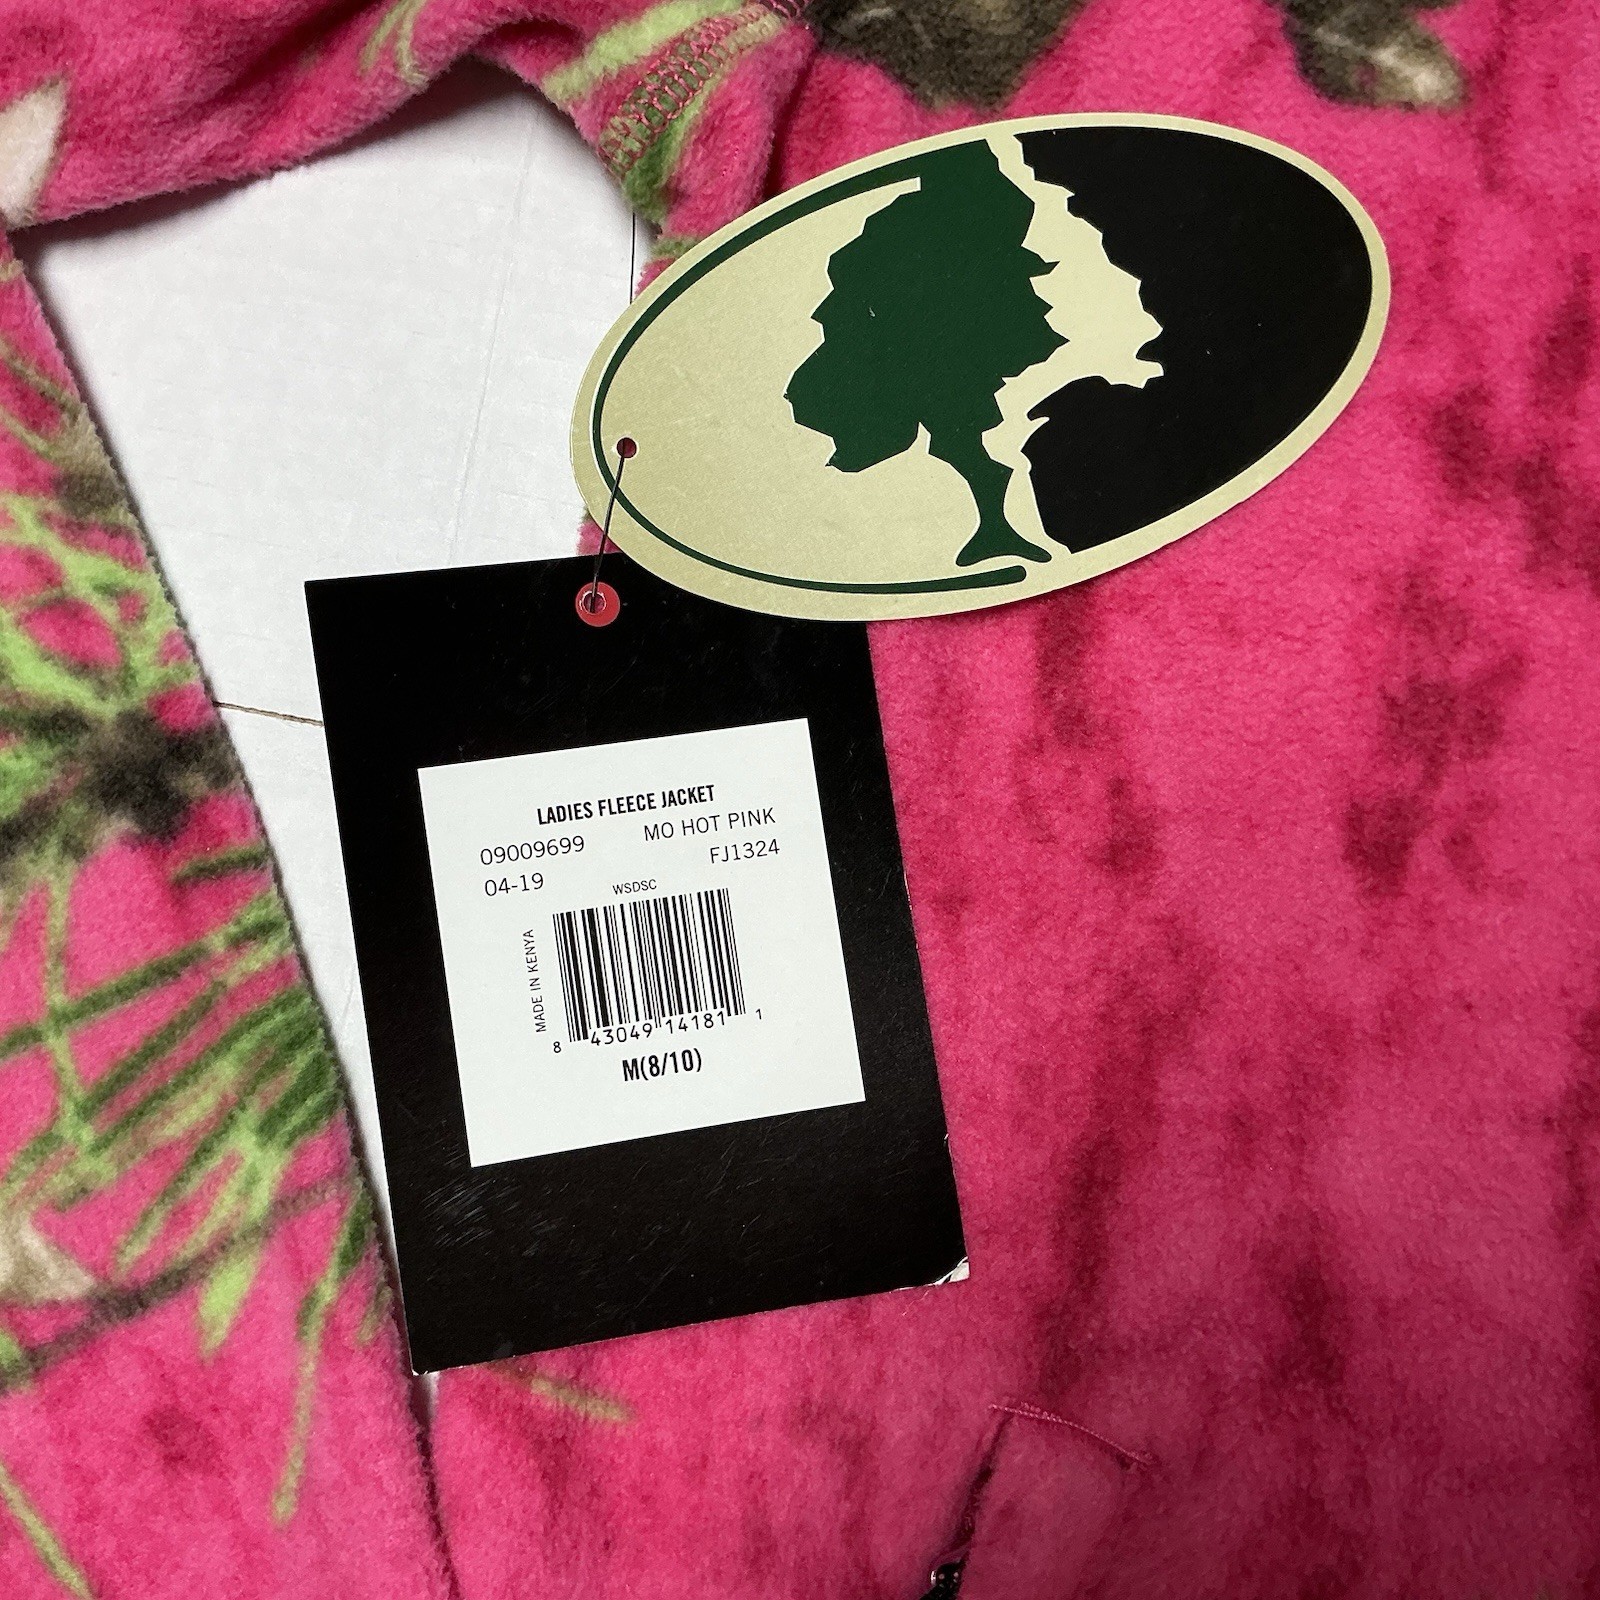 LADIES FLEECE JACKET
09009699 MO HOT PINK
04-19 FJ1324
WSDSC
MADE IN KENYA
8 43049 14181 1
M(8/10)